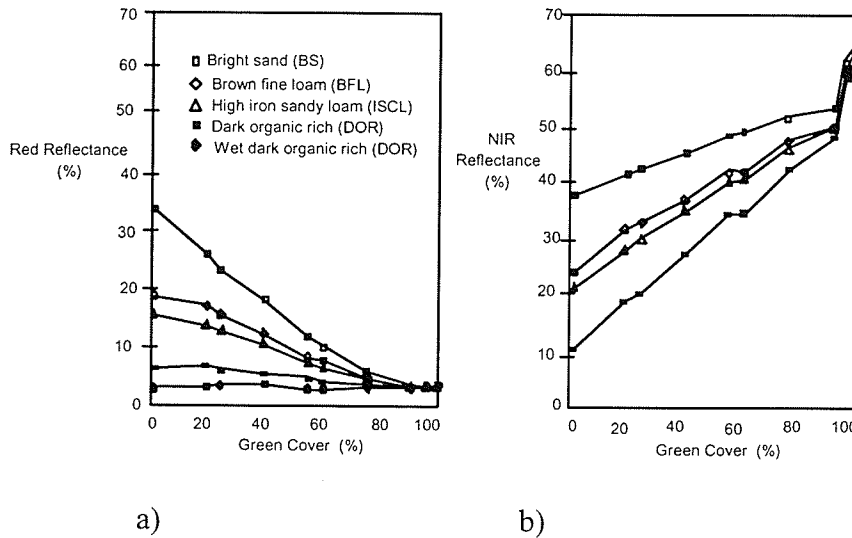 70
60
50
40
30
20
10
0
Red Reflectance
(%)
Bright sand (BS)
Brown fine loam (BFL)
High iron sandy loam (ISCL)
Dark organic rich (DOR)
Wet dark organic rich (DOR)
0 20 40 60 80 100
Green Cover (%)
a)
70
60
50
40
30
20
10
0
NIR
Reflectance
(%)
0 20 40 60 80 100
Green Cover (%)
b)